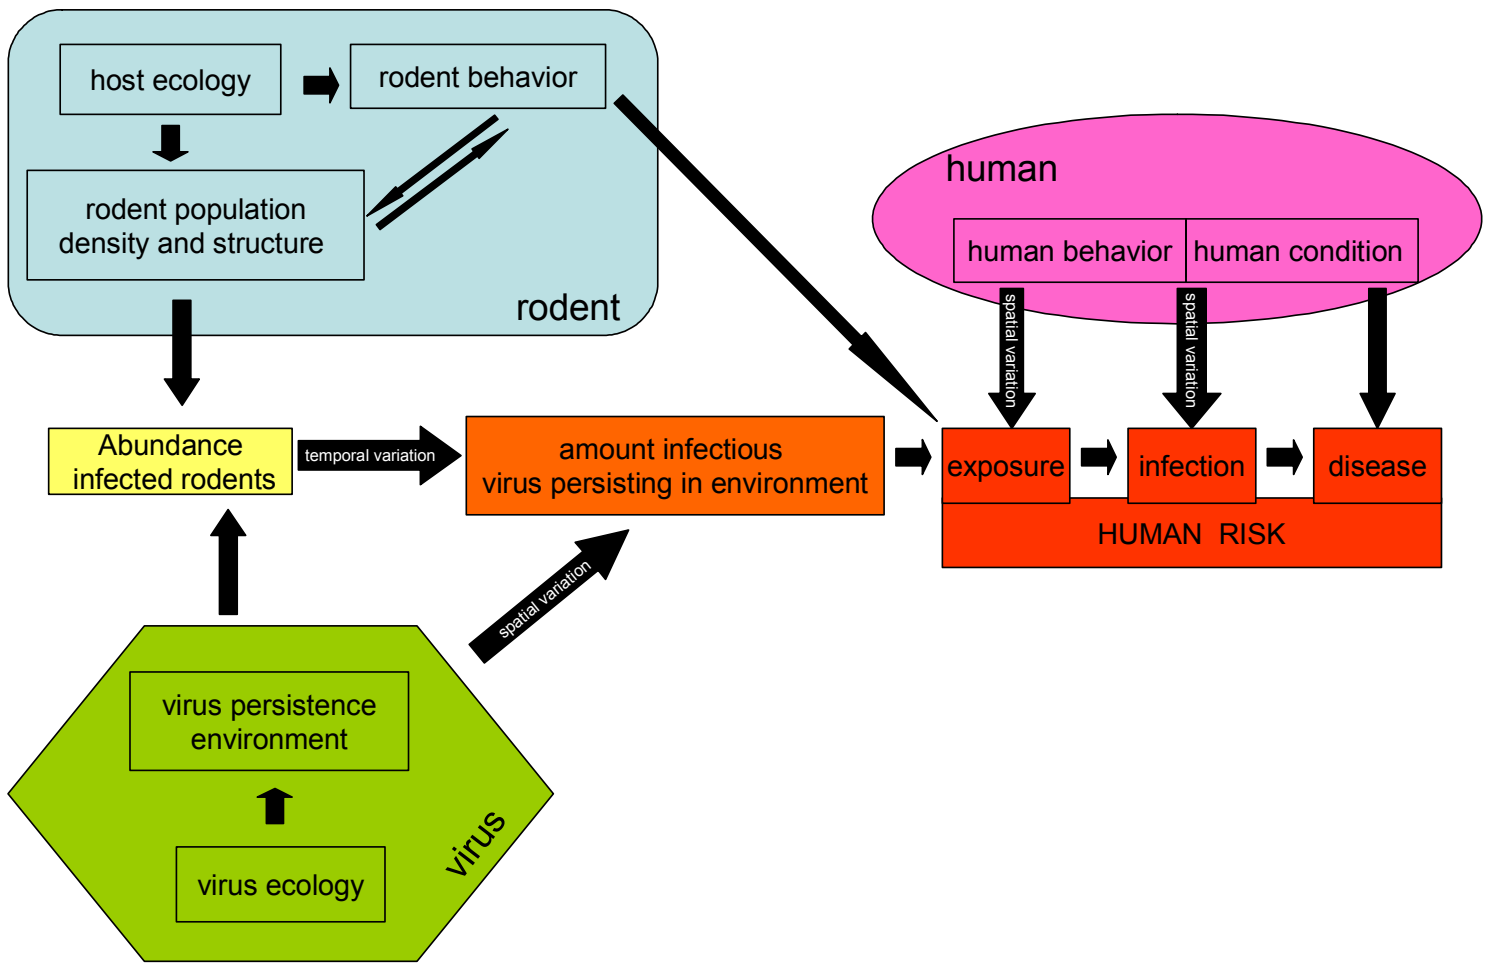 host ecology
rodent behavior
rodent population
density and structure
rodent
human
human behavior
human condition
spatial variation
spatial variation
Abundance
infected rodents
temporal variation
amount infectious
virus persisting in environment
exposure
infection
disease
HUMAN RISK
spatial variation
virus persistence
environment
virus ecology
virus